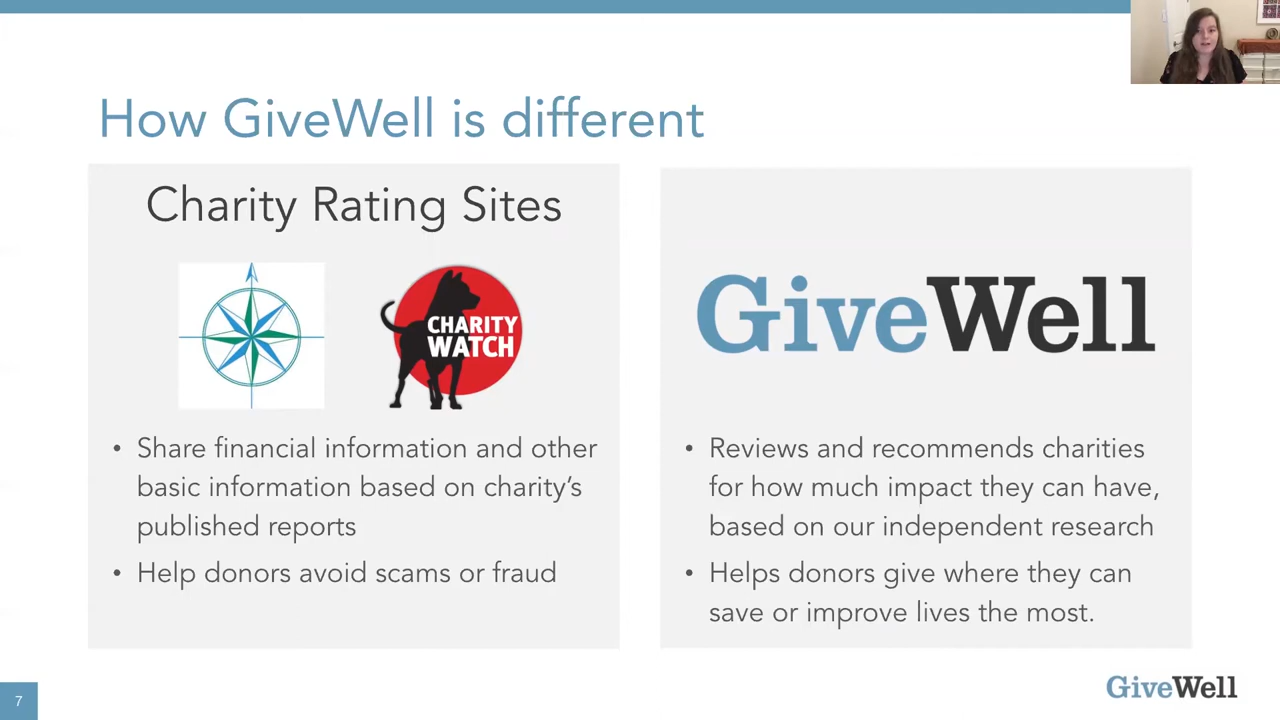 How GiveWell is different
Charity Rating Sites
CHARITY
WATCH
• Share financial information and other
basic information based on charity's
published reports
• Help donors avoid scams or fraud
GiveWell
• Reviews and recommends charities
for how much impact they can have,
based on our independent research
• Helps donors give where they can
save or improve lives the most.
7
GiveWell